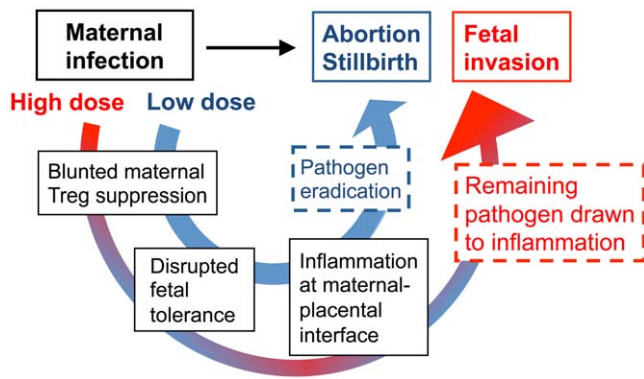 Maternal
infection
Abortion
Stillbirth
Fetal
invasion
High dose
Low dose
Blunted maternal
Treg suppression
Pathogen
eradication
Remaining
pathogen drawn
to inflammation
Disrupted
fetal
tolerance
Inflammation
at maternal-
placental
interface